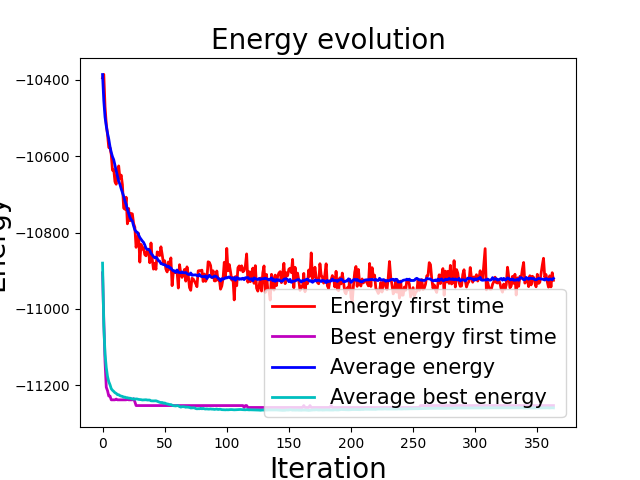 Energy evolution
Energy
−10400
−10600
−10800
−11000
−11200
0
50
100
150
200
250
300
350
Iteration
Energy first time
Best energy first time
Average energy
Average best energy